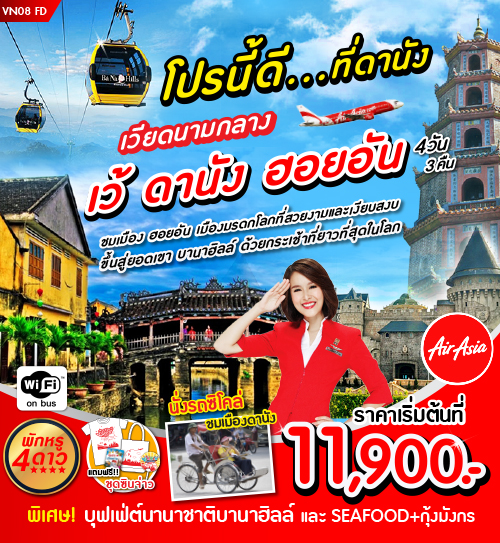 VN08 FD
Ba Na Hills
โปรนี้ดี...ที่ดานัง
เวียดนามกลาง
เว้ ดานัง ฮอยอัน 4วัน 3คืน
ชมเมือง ฮอยอัน เมืองมรดกโลกที่สวยงามและเงียบสงบ
ขึ้นสู่ยอดเขา บานาฮิลล์ ด้วยกระเช้าที่ยาวที่สุดในโลก
AirAsia
WiFi
on bus
นั่งรถซิโคล่
ชมเมืองดานัง
ราคาเริ่มต้นที่
11,900.-
พักหรู
4ดาว
แถมฟรี!!
ชุดซินจ่าว
พิเศษ! บุฟเฟ่ต์นานาชาติบานาฮิลล์ และ SEAFOOD+กุ้งมังกร